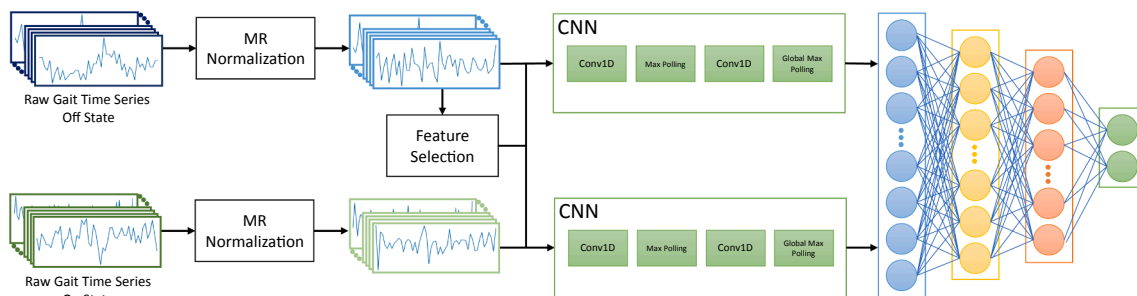 MR
Normalization
Raw Gait Time Series
Off State
Feature
Selection
CNN
Conv1D
Max Polling
Conv1D
Global Max
Polling
MR
Normalization
Raw Gait Time Series
CNN
Conv1D
Max Polling
Conv1D
Global Max
Polling